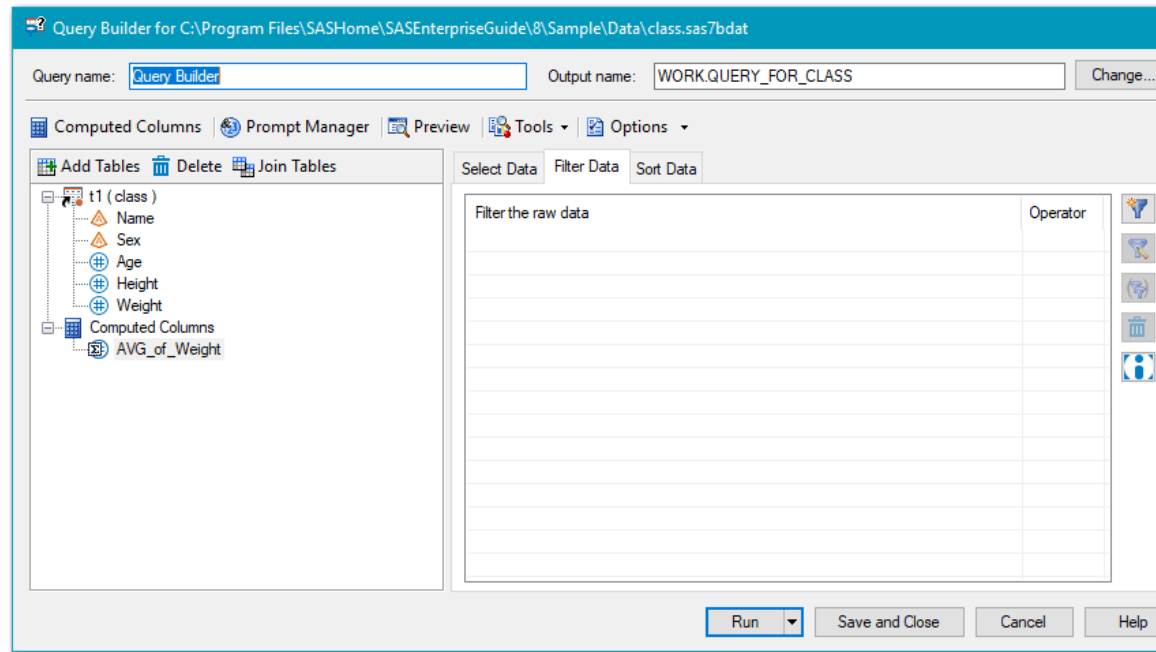 Query Builder for C:\Program Files\SASHome\SASEnterpriseGuide\8\Sample\Data\class.sas7bdat
Query name: Query Builder Output name: WORK.QUERY_FOR_CLASS Change...
Computed Columns Prompt Manager Preview Tools Options
Add Tables Delete Join Tables
Select Data Filter Data Sort Data
t1 ( class )
Name
Sex
Age
Height
Weight
Computed Columns
AVG_of_Weight
Filter the raw data Operator
Run Save and Close Cancel Help